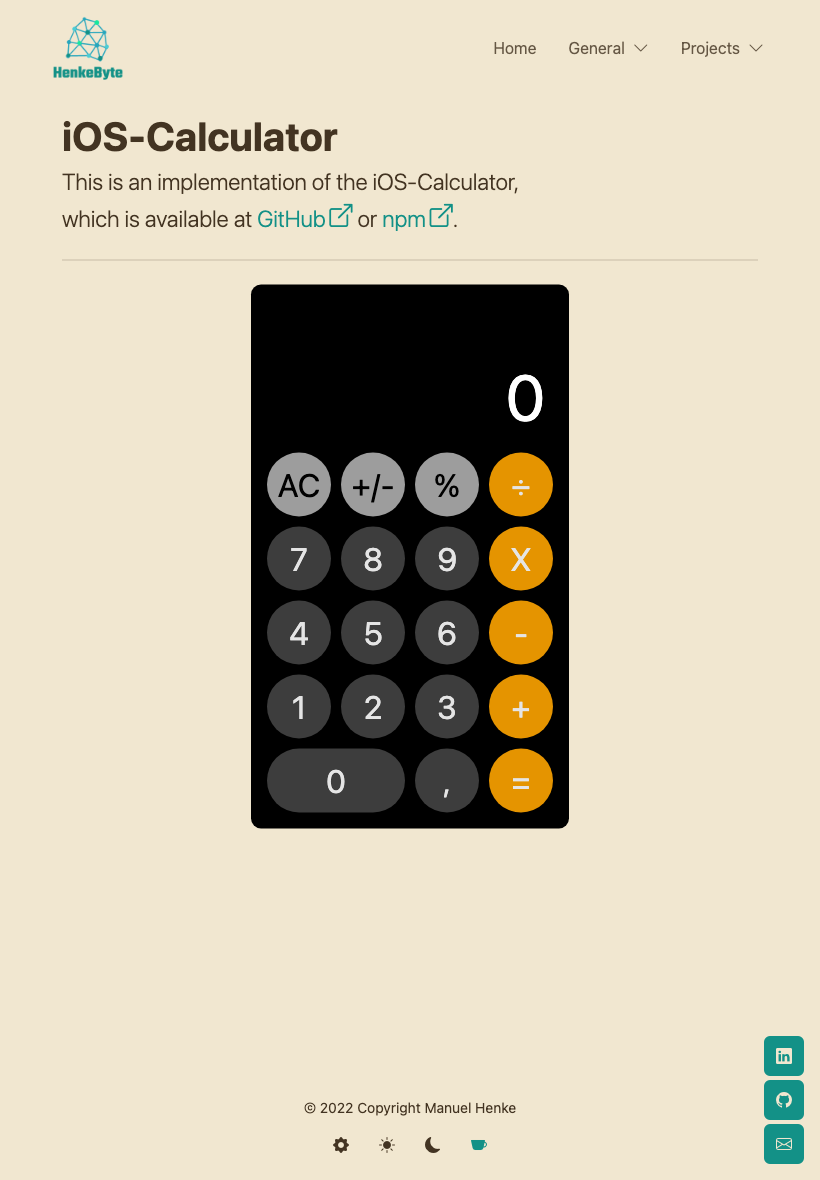 HenkeByte
Home General Projects
iOS-Calculator
This is an implementation of the iOS-Calculator,
which is available at GitHub or npm.
0
AC +/- % ÷
7 8 9 X
4 5 6 -
1 2 3 +
0 , =
in
© 2022 Copyright Manuel Henke